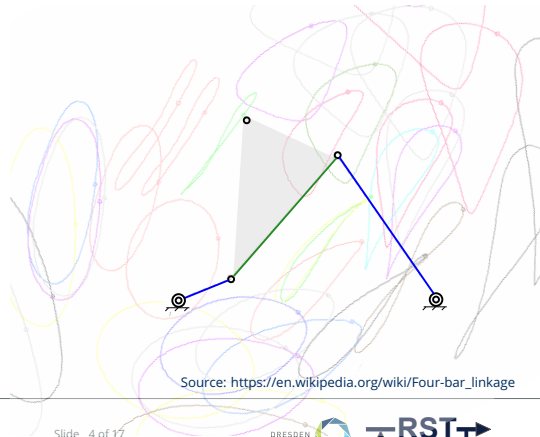 Source: https://en.wikipedia.org/wiki/Four-bar_linkage
Slide 4 of 17
DRESDEN
RST